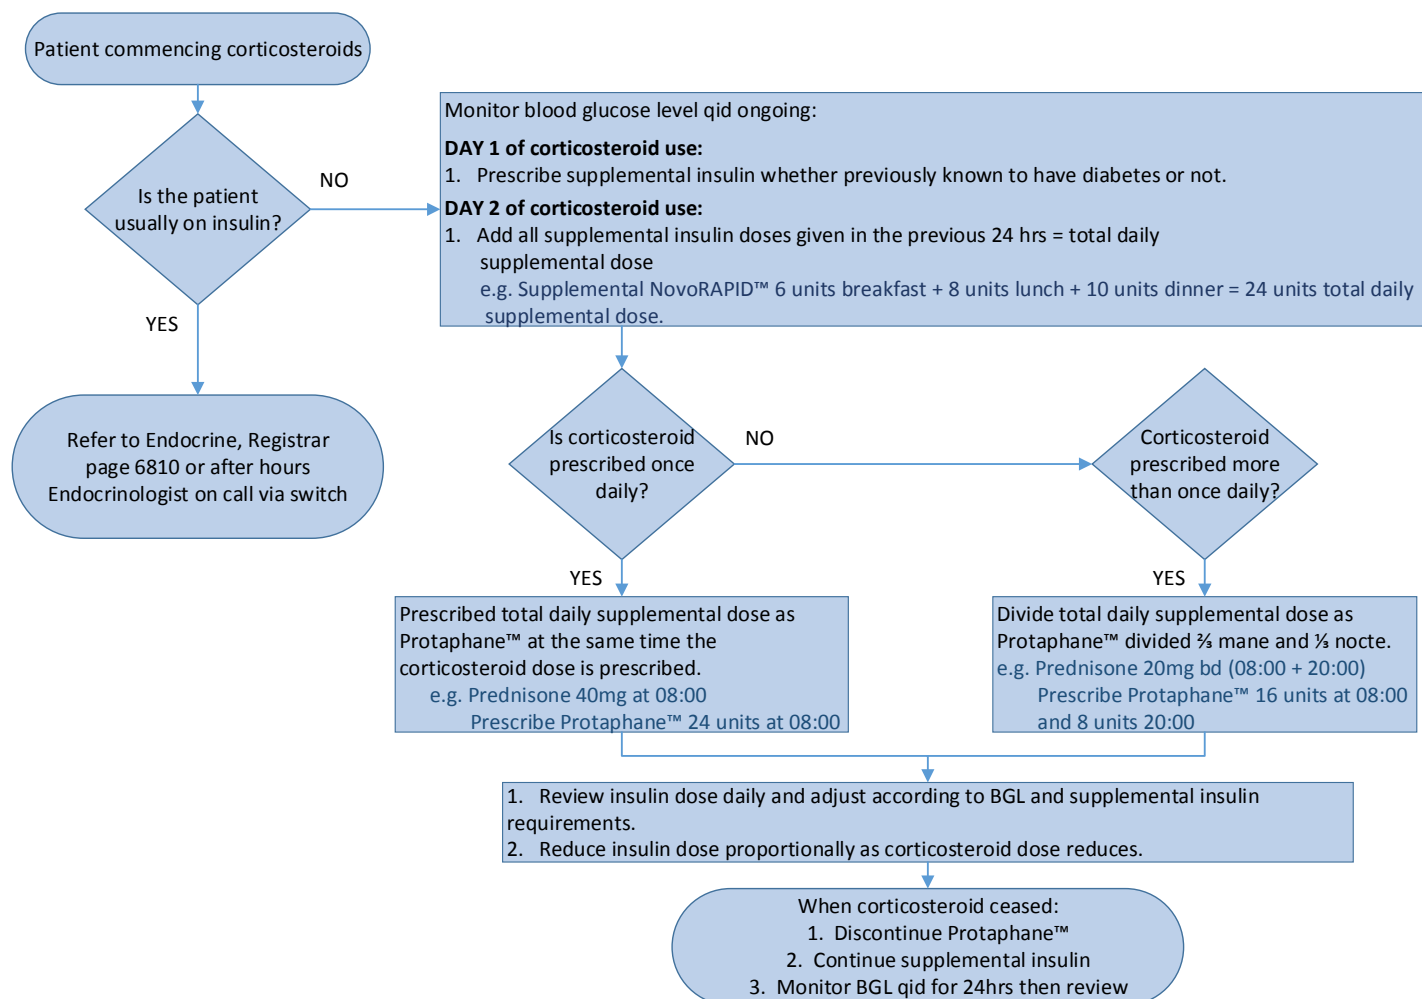 Patient commencing corticosteroids
Is the patient
usually on insulin?
NO
YES
Refer to Endocrine, Registrar
page 6810 or after hours
Endocrinologist on call via switch
Monitor blood glucose level qid ongoing:
DAY 1 of corticosteroid use:
1. Prescribe supplemental insulin whether previously known to have diabetes or not.
DAY 2 of corticosteroid use:
1. Add all supplemental insulin doses given in the previous 24 hrs = total daily
supplemental dose
e.g. Supplemental NovoRAPID™ 6 units breakfast + 8 units lunch + 10 units dinner = 24 units total daily
supplemental dose.
Is corticosteroid
prescribed once
daily?
NO
YES
Corticosteroid
prescribed more
than once daily?
YES
Prescribed total daily supplemental dose as
Protaphane™ at the same time the
corticosteroid dose is prescribed.
e.g. Prednisone 40mg at 08:00
Prescribe Protaphane™ 24 units at 08:00
Divide total daily supplemental dose as
Protaphane™ divided ⅔ mane and ⅓ nocte.
e.g. Prednisone 20mg bd (08:00 + 20:00)
Prescribe Protaphane™ 16 units at 08:00
and 8 units 20:00
1. Review insulin dose daily and adjust according to BGL and supplemental insulin
requirements.
2. Reduce insulin dose proportionally as corticosteroid dose reduces.
When corticosteroid ceased:
1. Discontinue Protaphane™
2. Continue supplemental insulin
3. Monitor BGL qid for 24hrs then review